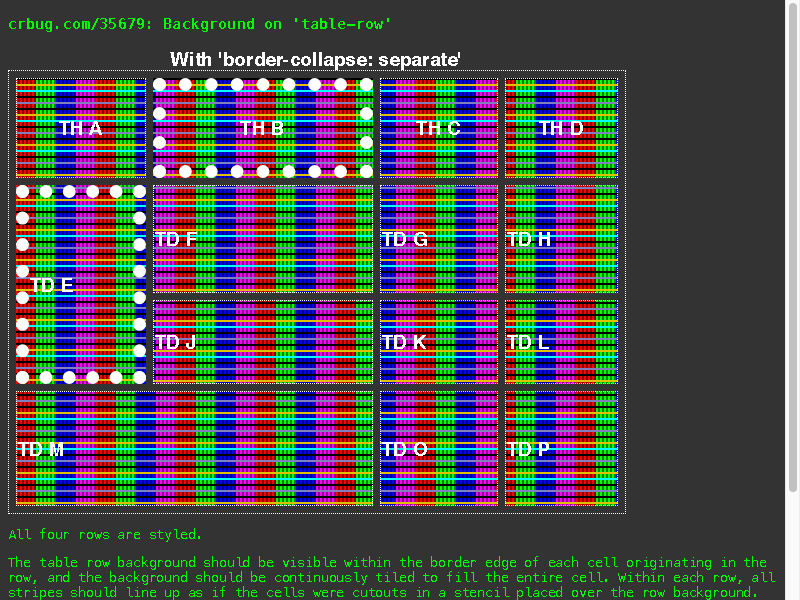 crbug.com/35679: Background on 'table-row'
With 'border-collapse: separate'
TH A TH B TH C TH D
TD F TD G TD H
TD E
TD J TD K TD L
TD M TD O TD P
All four rows are styled.
The table row background should be visible within the border edge of each cell originating in the
row, and the background should be continuously tiled to fill the entire cell. Within each row, all
stripes should line up as if the cells were cutouts in a stencil placed over the row background.